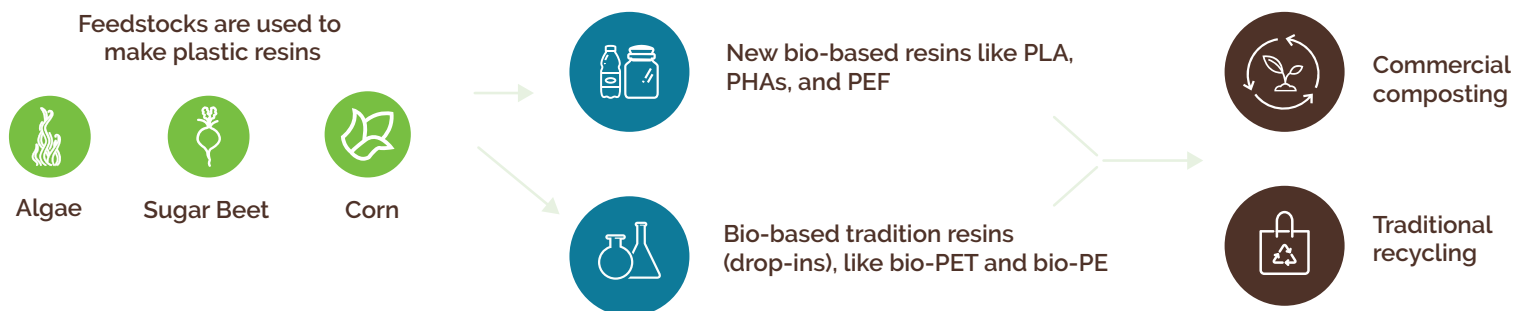 Feedstocks are used to
make plastic resins
Algae
Sugar Beet
Corn
New bio-based resins like PLA,
PHAs, and PEF
Bio-based tradition resins
(drop-ins), like bio-PET and bio-PE
Commercial
composting
Traditional
recycling